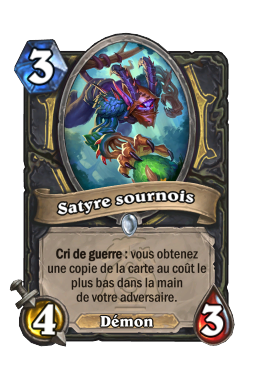 3
Satyre sournois
Cri de guerre : vous obtenez
une copie de la carte au coût le
plus bas dans la main
de votre adversaire.
4
Démon
3